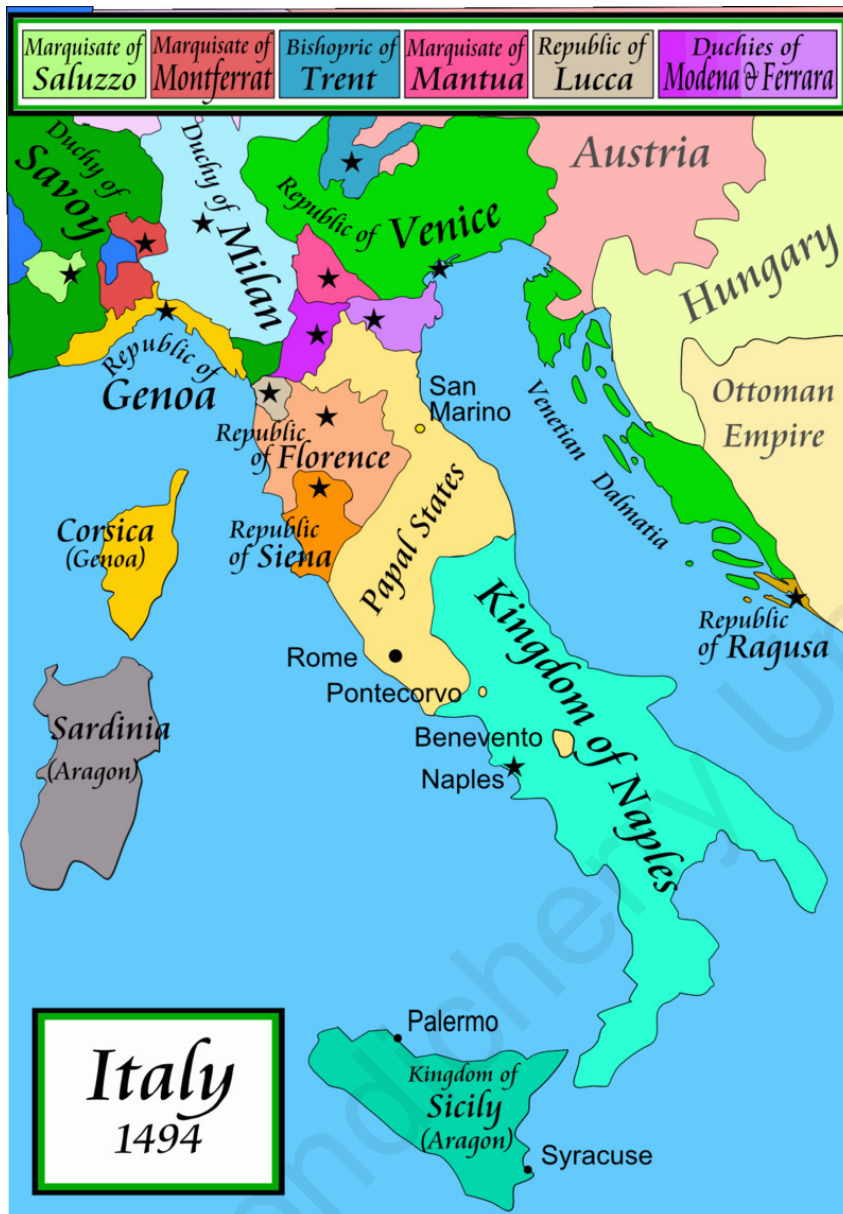 Marquisate of
Saluzzo
Marquisate of
Montferrat
Bishopric of
Trent
Marquisate of
Mantua
Republic of
Lucca
Duchies of
Modena & Ferrara
Duchy of
Savoy
Duchy of
Milan
Republic of
Venice
Austria
Hungary
Ottoman
Empire
Republic of
Genoa
San
Marino
Venetian
Dalmatia
Republic
of Florence
Republic
of Siena
Papal States
Corsica
(Genoa)
Republic
of Ragusa
Kingdom of Naples
Rome
Pontecorvo
Sardinia
(Aragon)
Benevento
Naples
Palermo
Kingdom of
Sicily
(Aragon)
Syracuse
Italy
1494